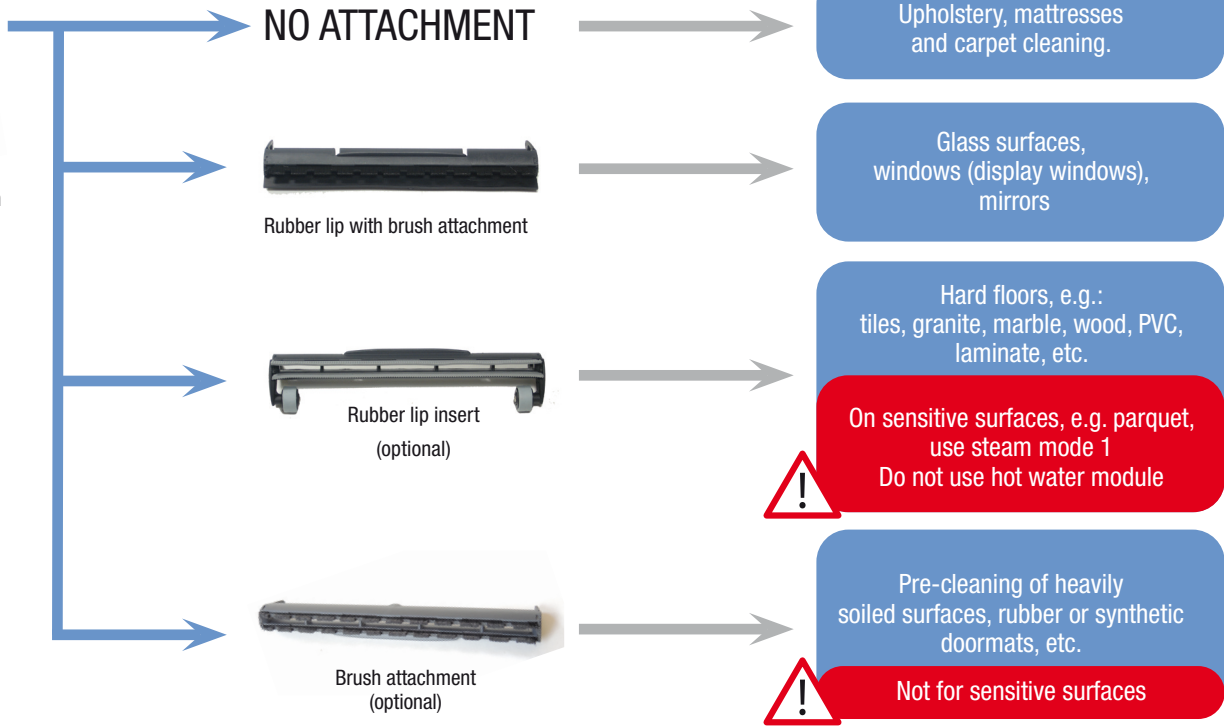 NO ATTACHMENT
Upholstery, mattresses
and carpet cleaning.
Rubber lip with brush attachment
Glass surfaces,
windows (display windows),
mirrors
Rubber lip insert
(optional)
Hard floors, e.g.:
tiles, granite, marble, wood, PVC,
laminate, etc.
On sensitive surfaces, e.g. parquet,
use steam mode 1
Do not use hot water module
!
Brush attachment
(optional)
Pre-cleaning of heavily
soiled surfaces, rubber or synthetic
doormats, etc.
Not for sensitive surfaces
!